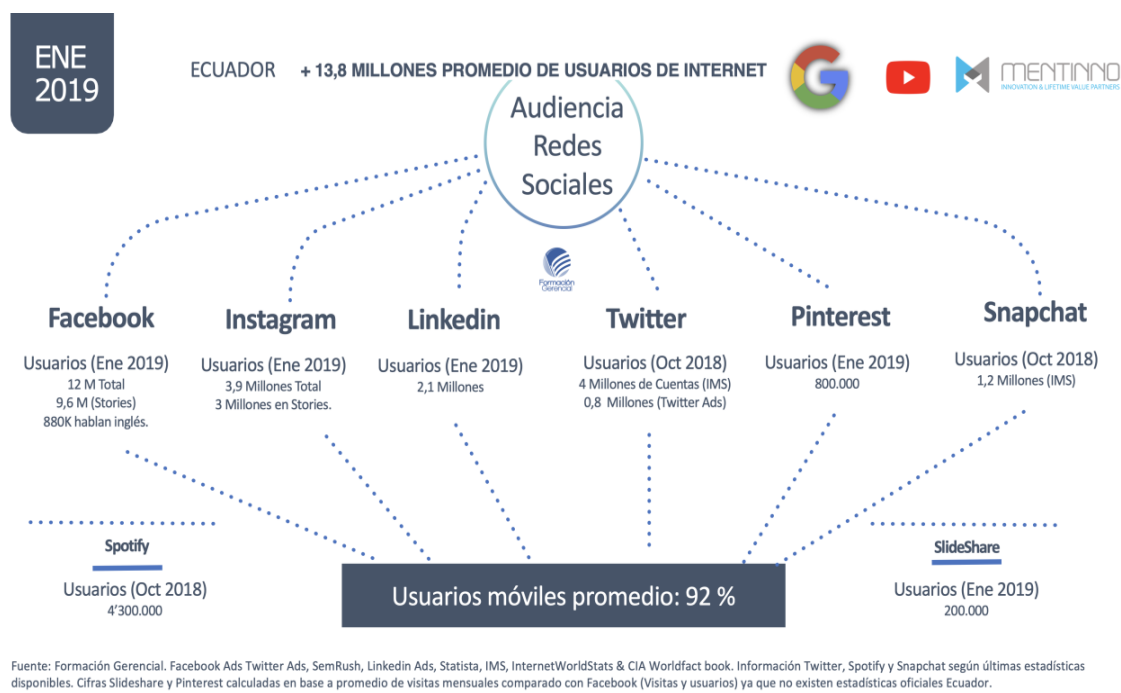 ENE
2019
ECUADOR + 13,8 MILLONES PROMEDIO DE USUARIOS DE INTERNET
MENTINNO
INNOVATION & LIFETIME VALUE PARTNERS
Audiencia
Redes
Sociales
Formación
Gerencial
Facebook
Usuarios (Ene 2019)
12 M Total
9,6 M (Stories)
880K hablan inglés.
Instagram
Usuarios (Ene 2019)
3,9 Millones Total
3 Millones en Stories.
Linkedin
Usuarios (Ene 2019)
2,1 Millones
Twitter
Usuarios (Oct 2018)
4 Millones de Cuentas (IMS)
0,8 Millones (Twitter Ads)
Pinterest
Usuarios (Ene 2019)
800.000
Snapchat
Usuarios (Oct 2018)
1,2 Millones (IMS)
Spotify
Usuarios (Oct 2018)
4'300.000
Usuarios móviles promedio: 92 %
SlideShare
Usuarios (Ene 2019)
200.000
Fuente: Formación Gerencial. Facebook Ads Twitter Ads, SemRush, Linkedin Ads, Statista, IMS, InternetWorldStats & CIA Worldfact book. Información Twitter, Spotify y Snapchat según últimas estadísticas
disponibles. Cifras Slideshare y Pinterest calculadas en base a promedio de visitas mensuales comparado con Facebook (Visitas y usuarios) ya que no existen estadísticas oficiales Ecuador.